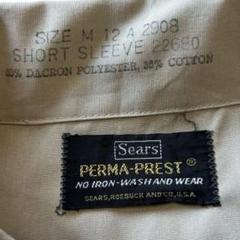 SIZE M 12 A 2908
SHORT SLEEVE 22680
65% DACRON POLYESTER, 35% COTTON
Sears
PERMA-PREST®
NO IRON-WASH AND WEAR
SEARS, ROEBUCK AND CO., U.S.A.